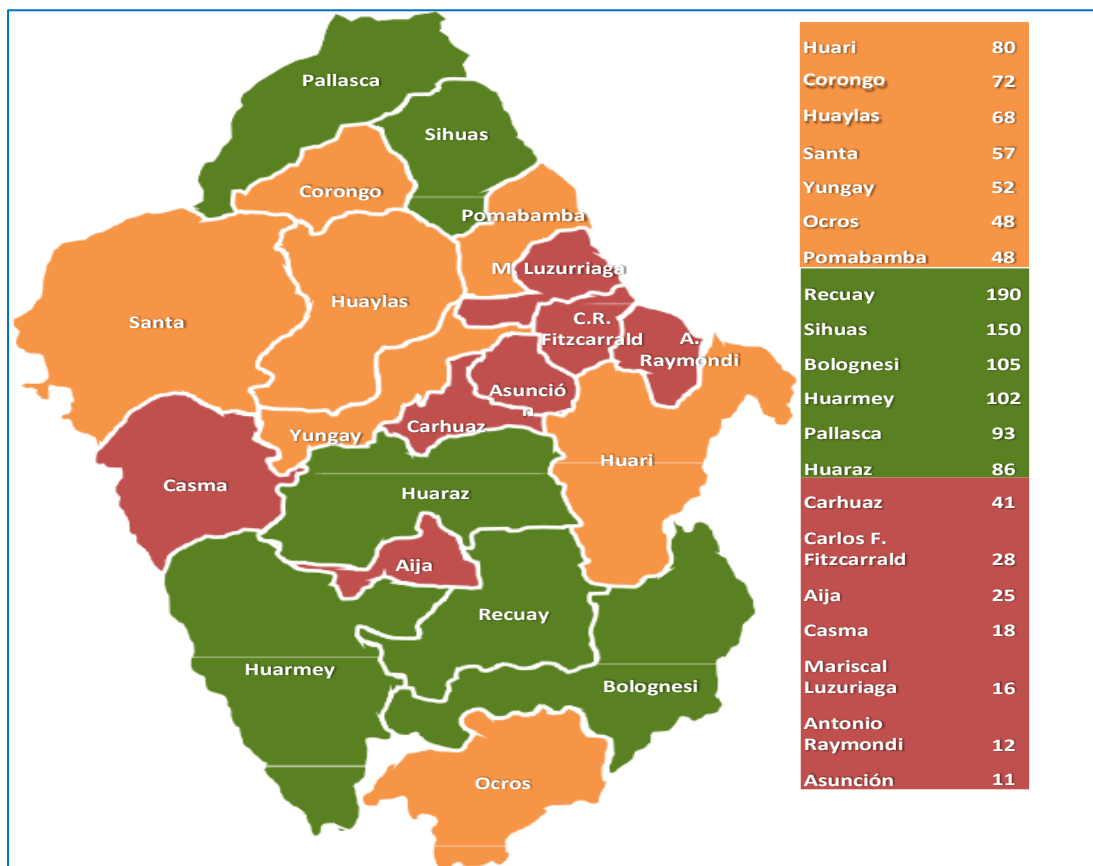 Pallasca
Sihuas
Corongo
Pomabamba
M. Luzurriaga
Huaylas
Santa
C.R.
Fitzcarrald
A.
Raymondi
Asunció
n
Carhuaz
Yungay
Huari
Casma
Huaraz
Aija
Recuay
Huarmey
Bolognesi
Ocros
Huari 80
Corongo 72
Huaylas 68
Santa 57
Yungay 52
Ocros 48
Pomabamba 48
Recuay 190
Sihuas 150
Bolognesi 105
Huarmey 102
Pallasca 93
Huaraz 86
Carhuaz 41
Carlos F.
Fitzcarrald 28
Aija 25
Casma 18
Mariscal
Luzuriaga 16
Antonio
Raymondi 12
Asunción 11